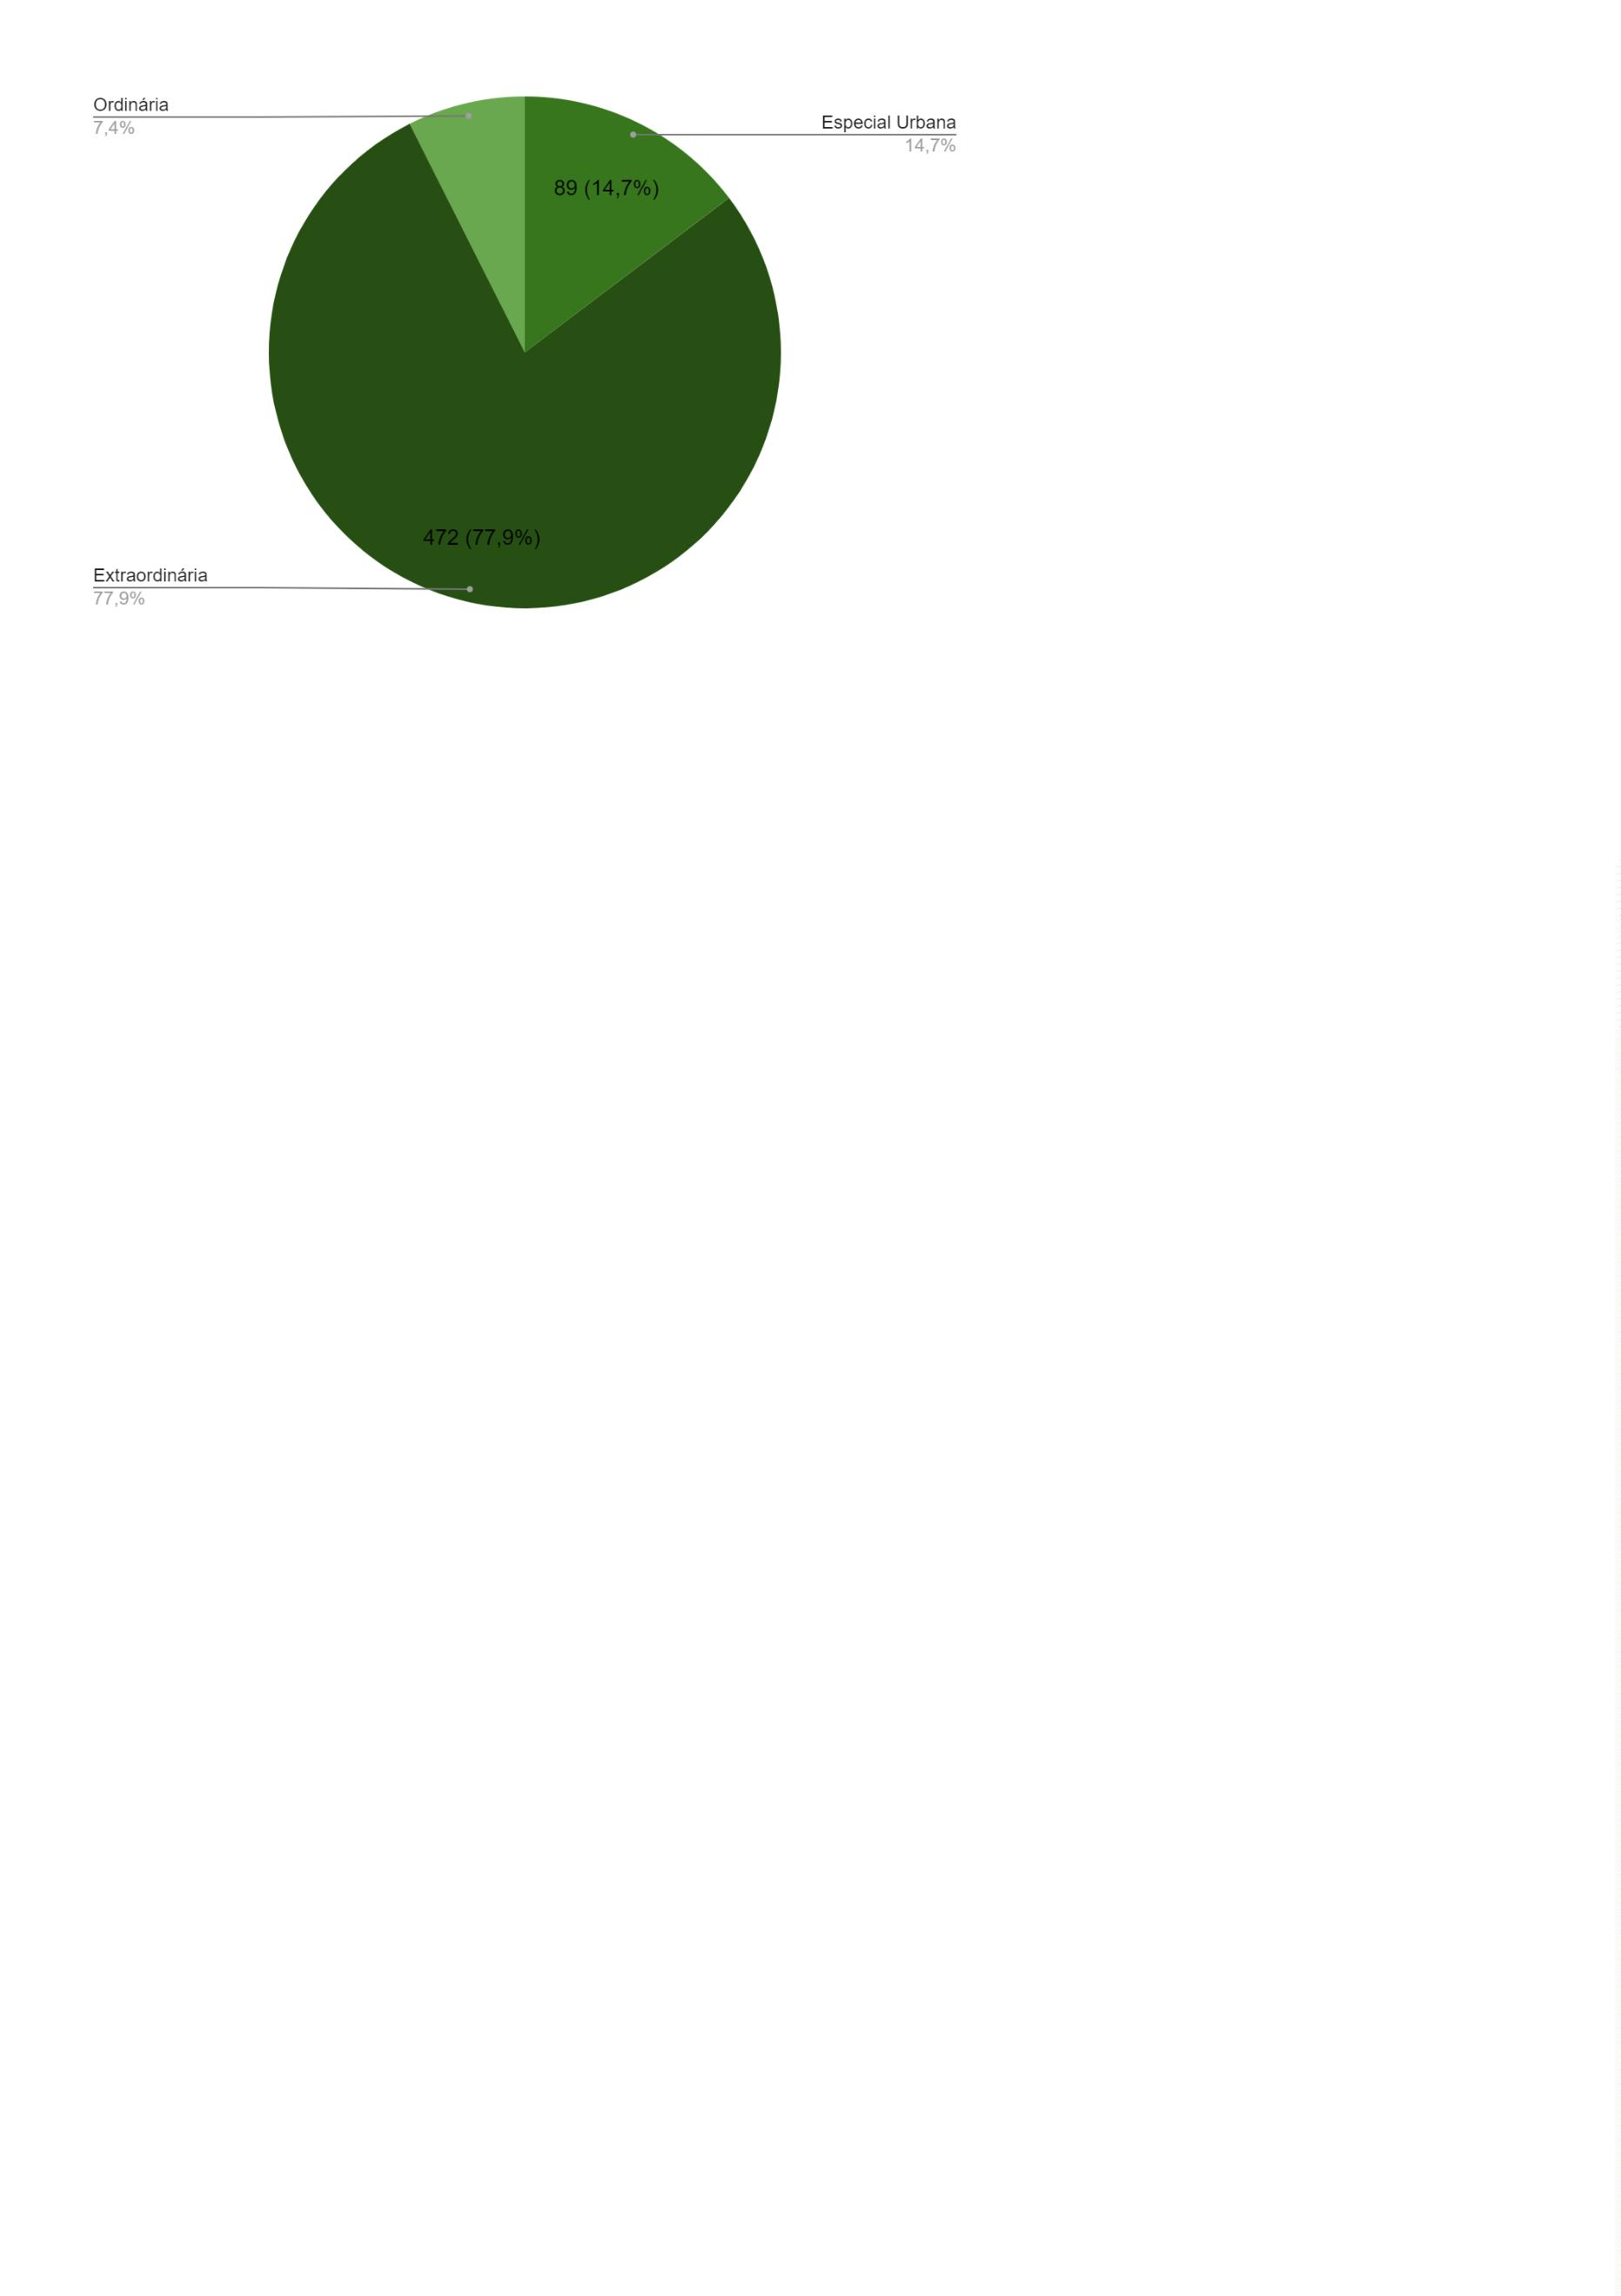 Ordinária
7,4%
Especial Urbana
14,7%
89 (14,7%)
472 (77,9%)
Extraordinária
77,9%